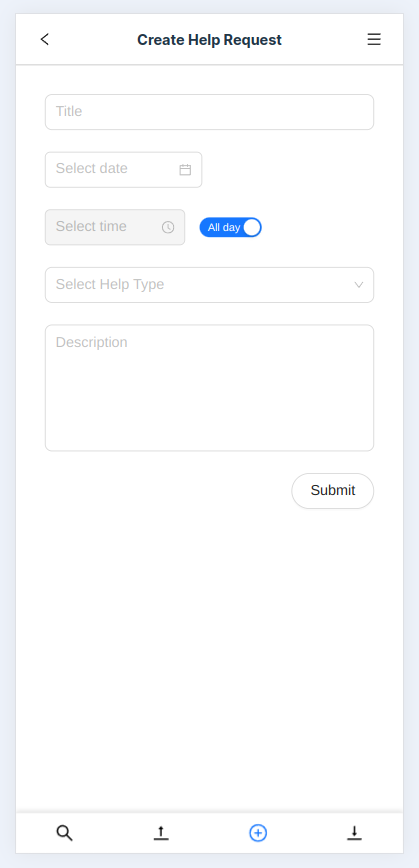 Create Help Request
Title
Select date
Select time
All day
Select Help Type
Description
Submit